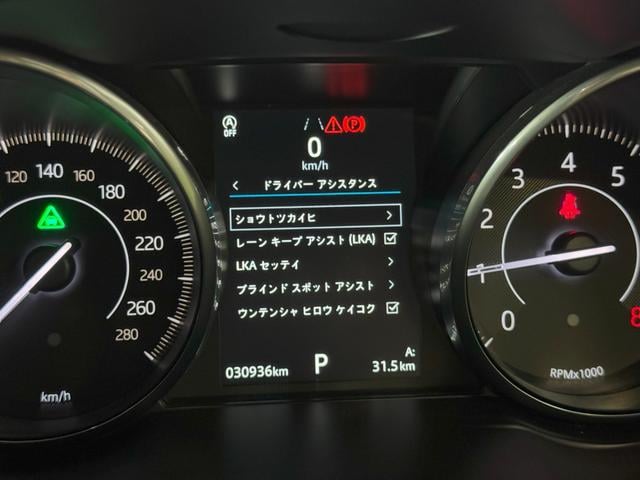 OFF
0
km/h
ドライバー アシスタンス
ショウトツカイヒ
レーン キープ アシスト (LKA)
LKA セッテイ
ブラインド スポット アシスト
ウンテンシャ ヒロウ ケイコク
030936km
P
A:
31.5km
120
140
160
180
200
220
240
260
280
km/h
0
1
2
3
4
5
8
RPMx1000